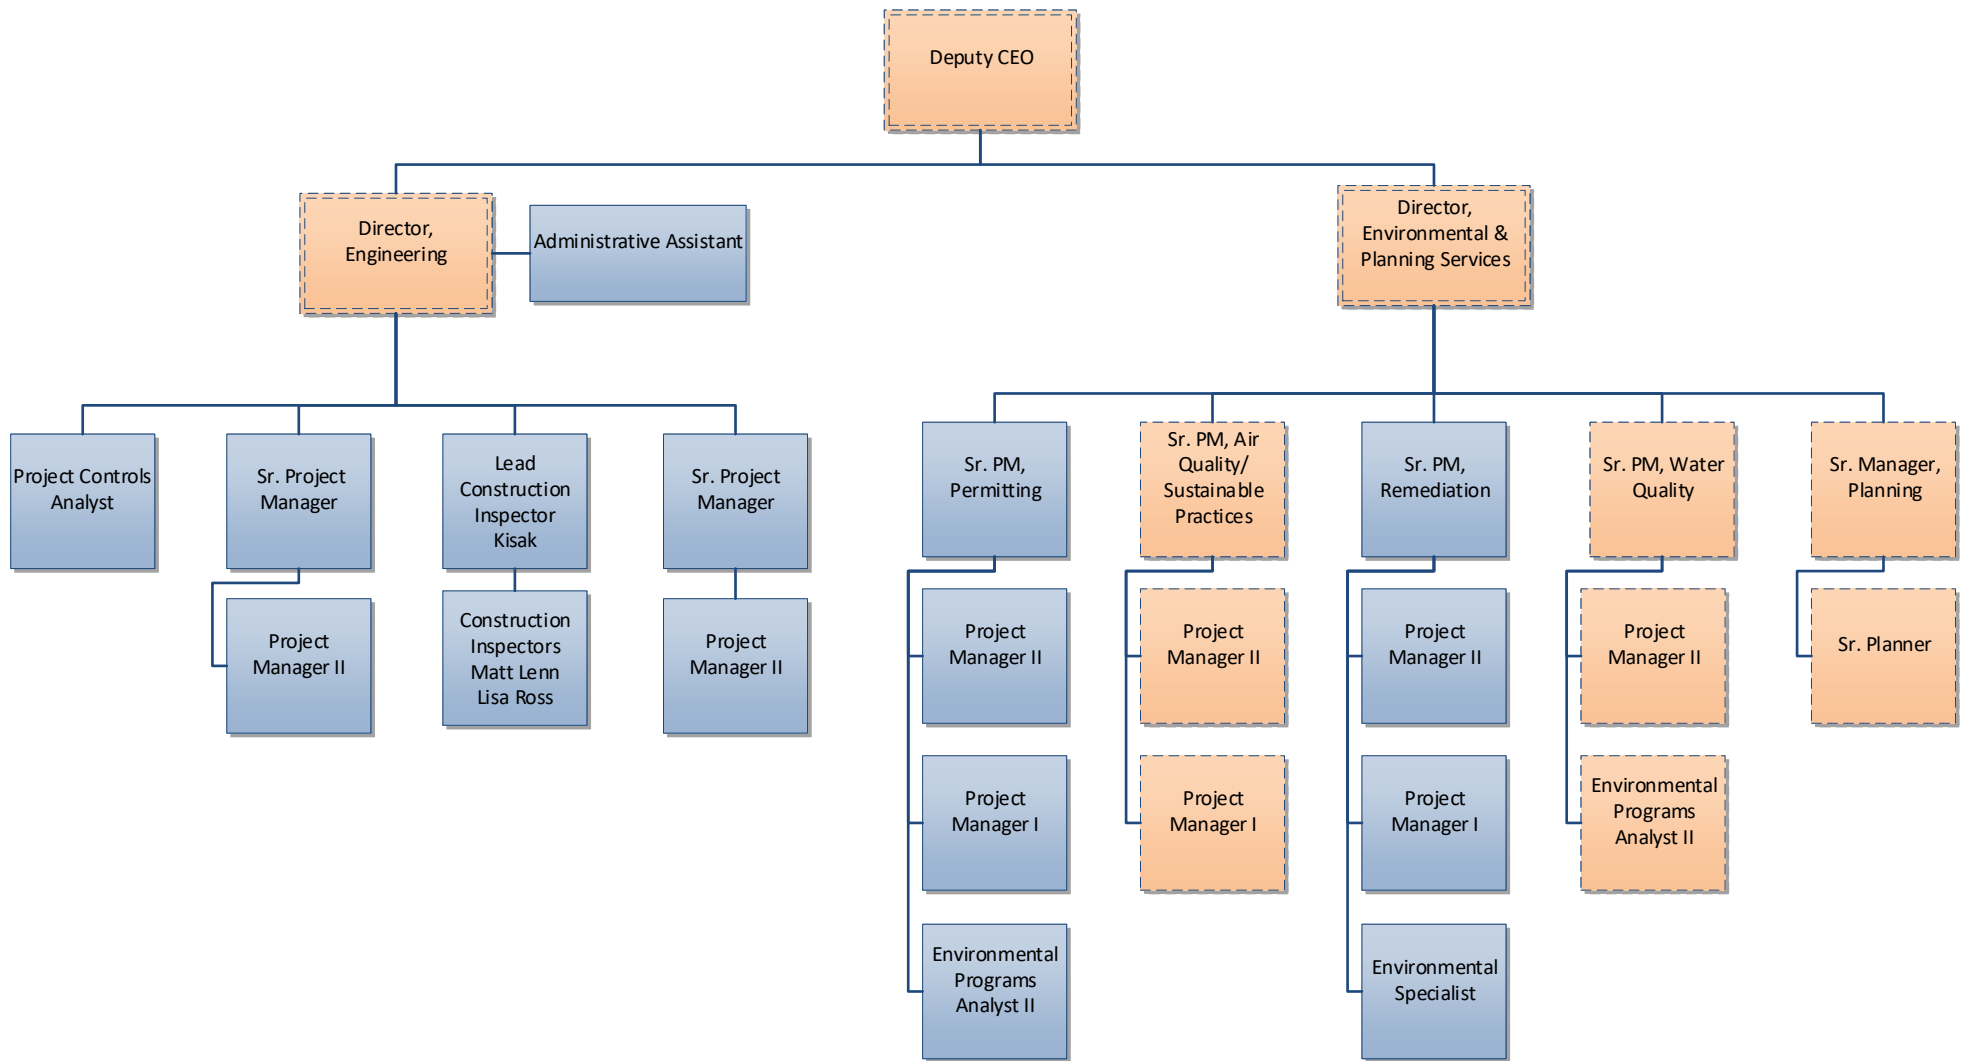 Deputy CEO
Director,
Engineering
Administrative Assistant
Director,
Environmental &
Planning Services
Project Controls
Analyst
Sr. Project
Manager
Lead
Construction
Inspector
Kisak
Sr. Project
Manager
Sr. PM,
Permitting
Sr. PM, Air
Quality/
Sustainable
Practices
Sr. PM,
Remediation
Sr. PM, Water
Quality
Sr. Manager,
Planning
Project
Manager II
Construction
Inspectors
Matt Lenn
Lisa Ross
Project
Manager II
Project
Manager II
Project
Manager II
Project
Manager II
Project
Manager II
Sr. Planner
Project
Manager I
Project
Manager I
Project
Manager I
Environmental
Programs
Analyst II
Environmental
Programs
Analyst II
Environmental
Specialist